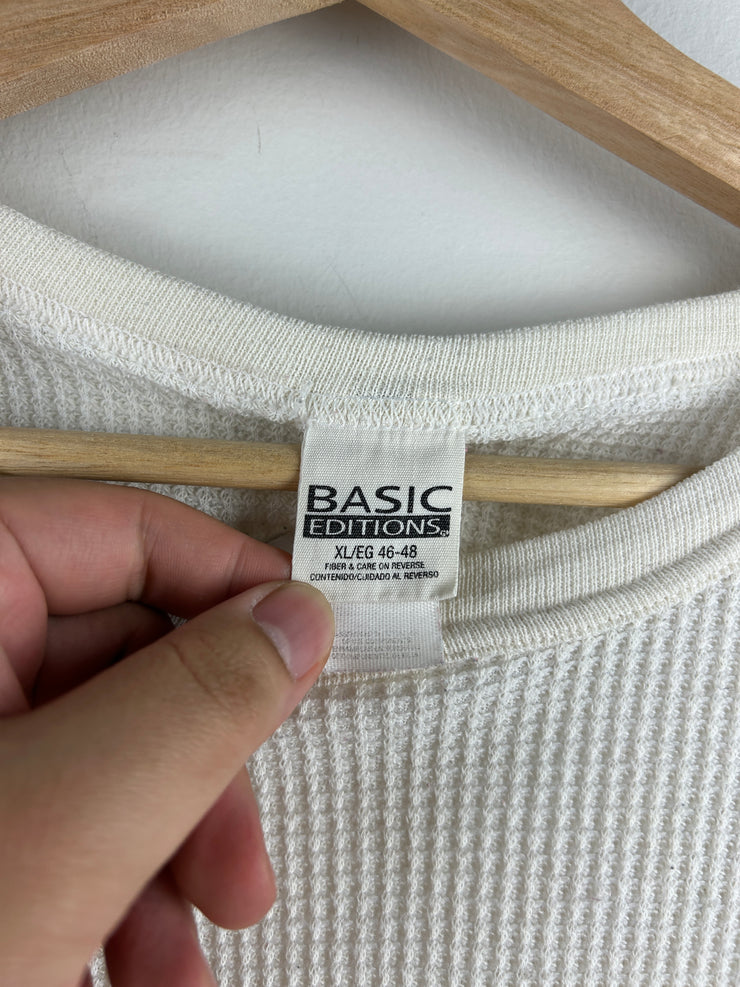 BASIC
EDITIONS
XL/EG 46-48
FIBER & CARE ON REVERSE
CONTENIDO/CUIDADO AL REVERSO